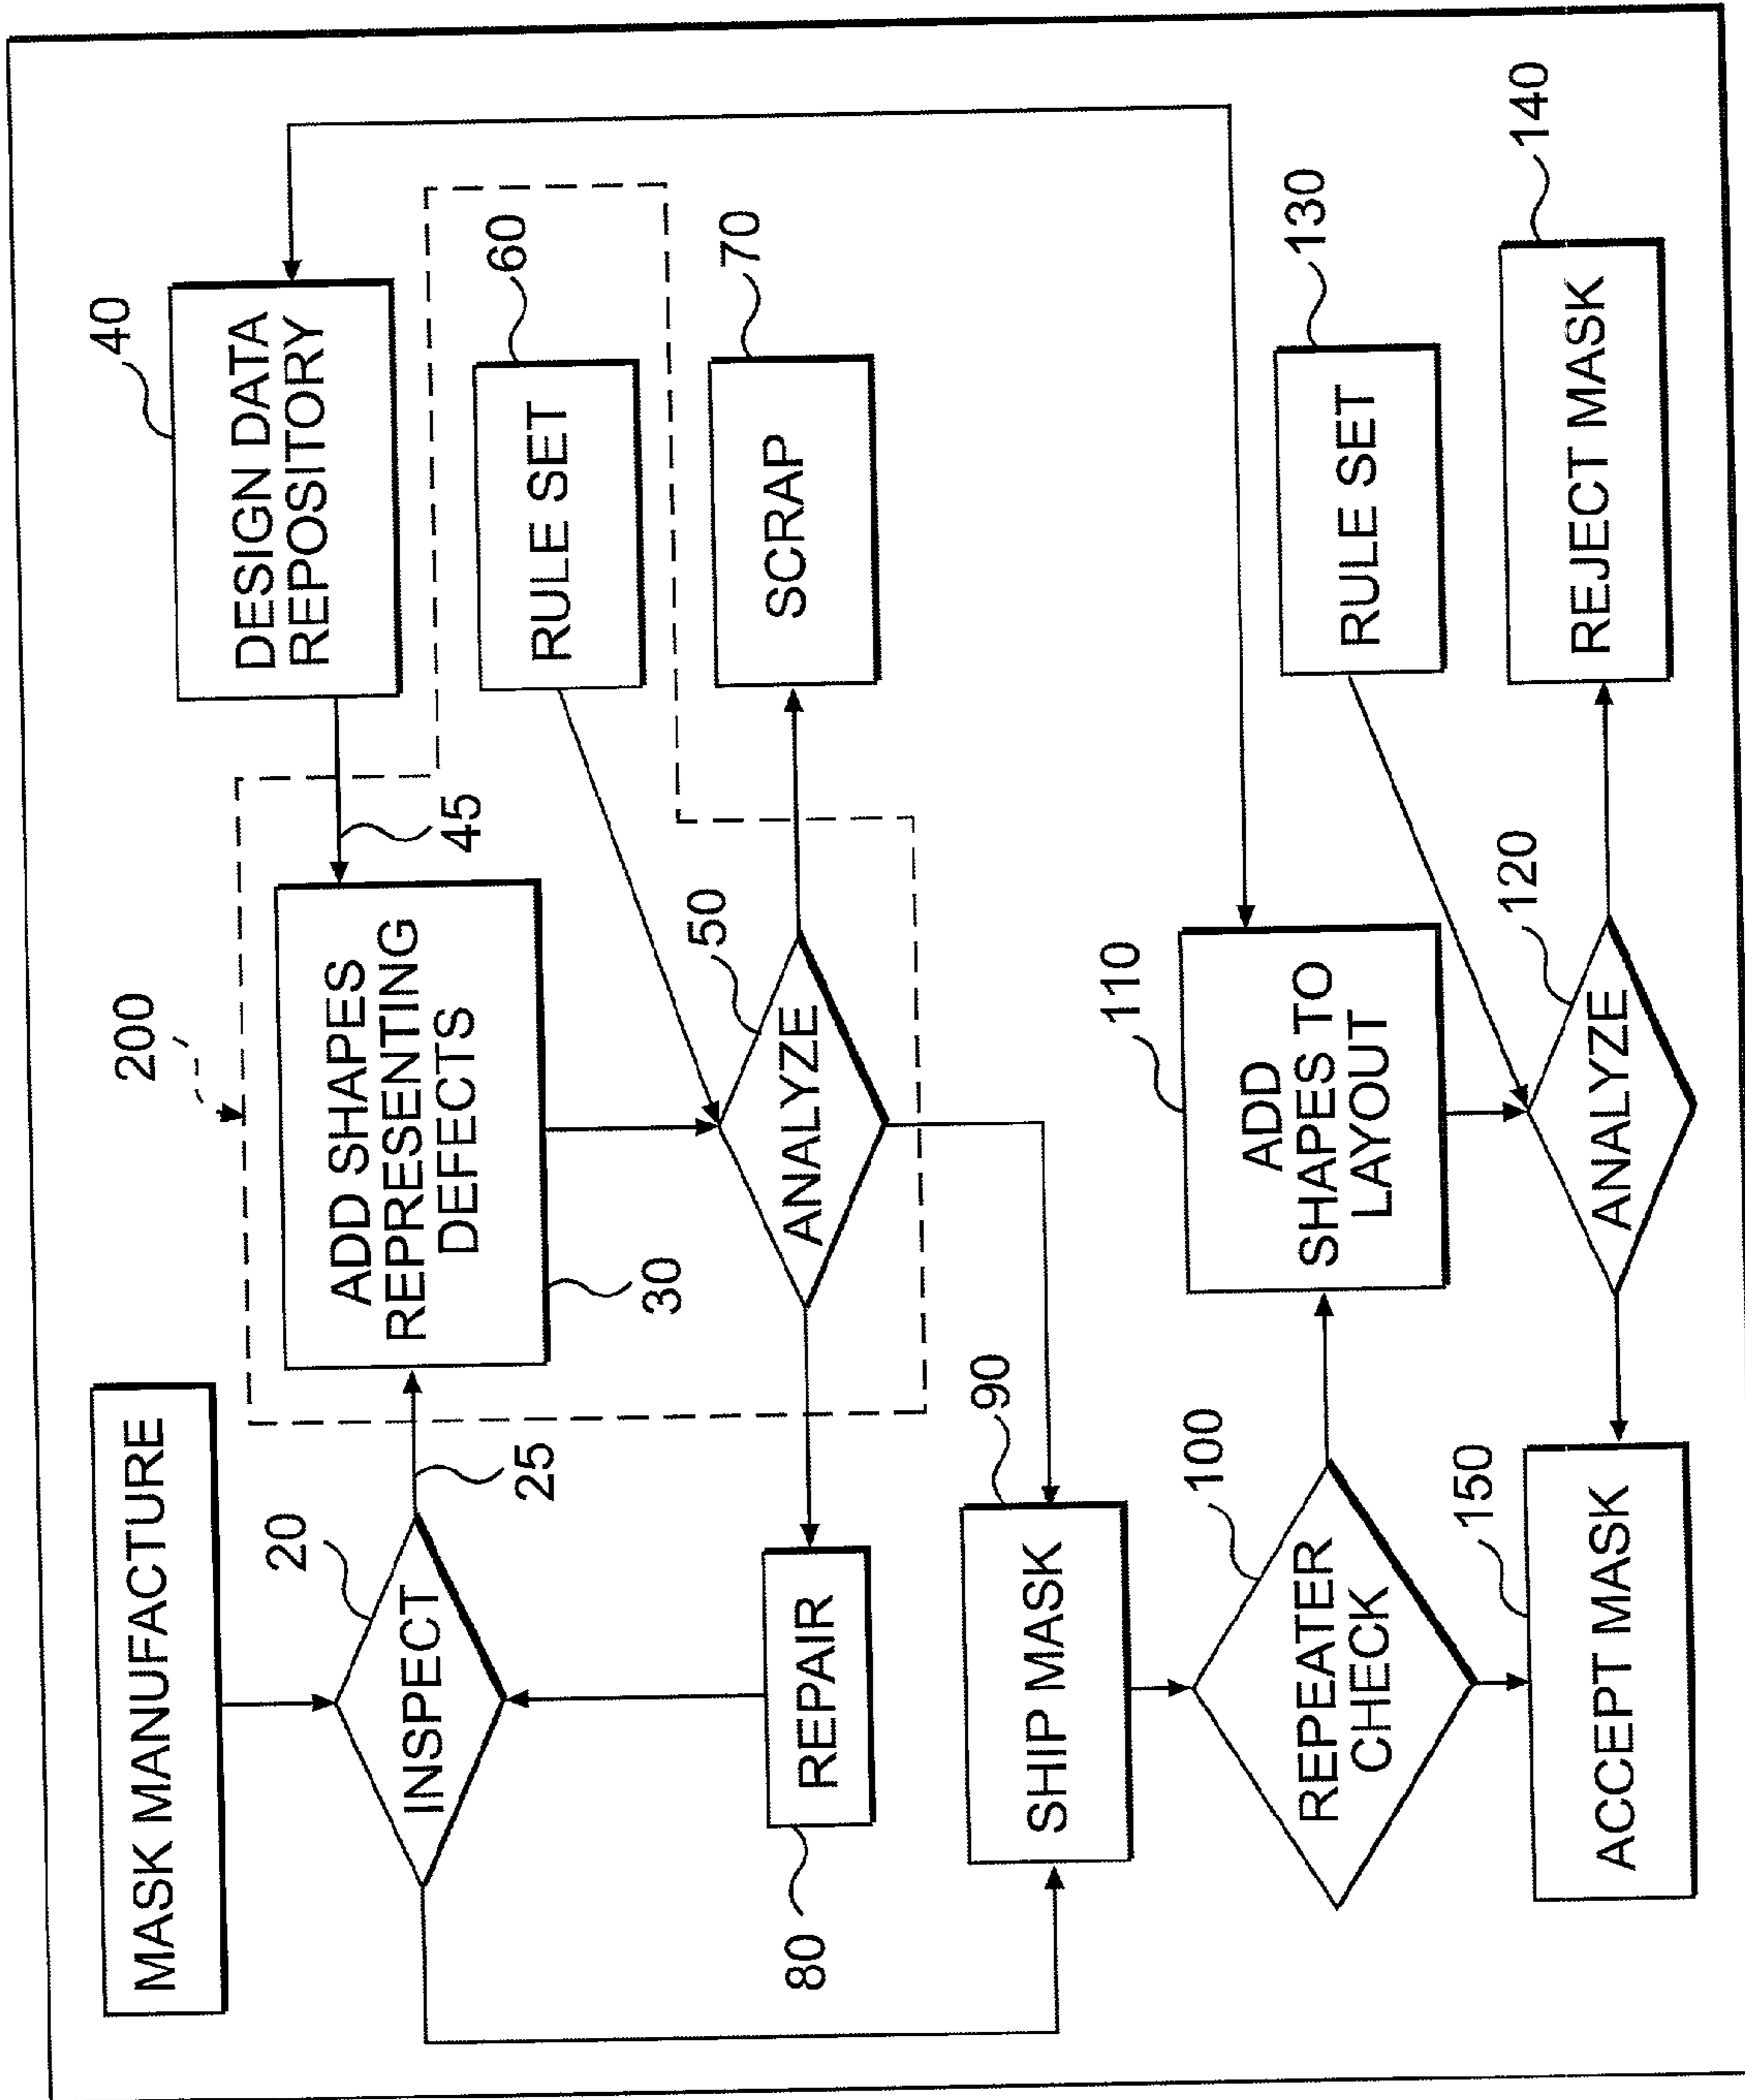 MASK MANUFACTURE
20
INSPECT
25
200
ADD SHAPES
REPRESENTING
DEFECTS
30
45
40
DESIGN DATA
REPOSITORY
60
RULE SET
50
ANALYZE
70
SCRAP
80
REPAIR
90
SHIP MASK
100
REPEATER
CHECK
110
ADD
SHAPES TO
LAYOUT
130
RULE SET
120
ANALYZE
140
REJECT MASK
150
ACCEPT MASK